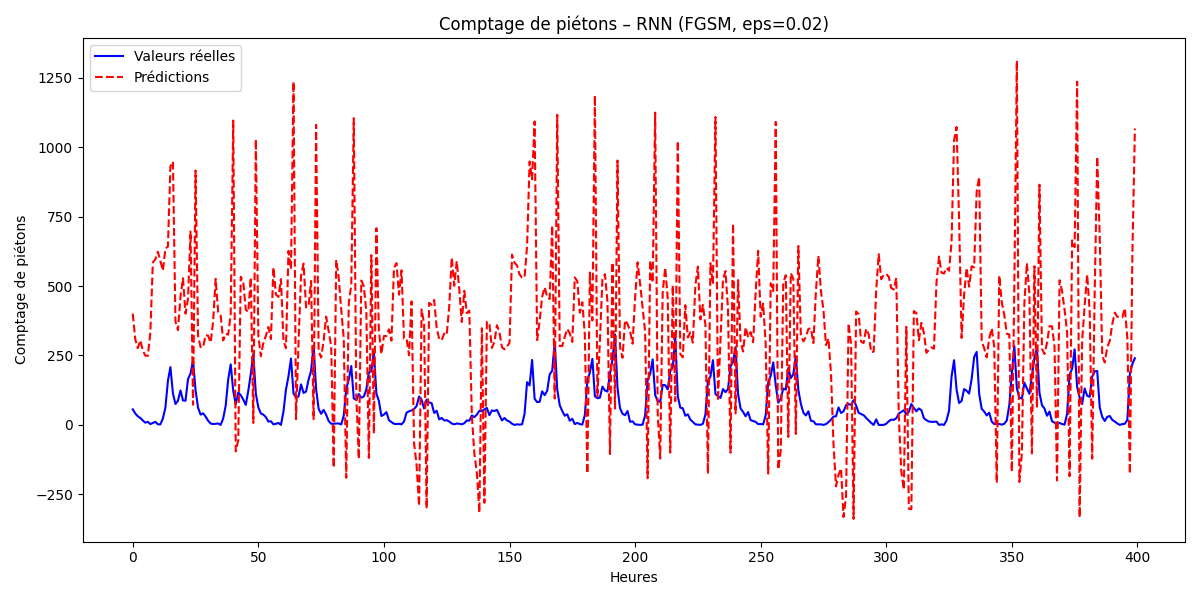 Comptage de piétons – RNN (FGSM, eps=0.02)
Valeurs réelles
Prédictions
Comptage de piétons
1250
1000
750
500
250
0
−250
0 50 100 150 200 250 300 350 400
Heures